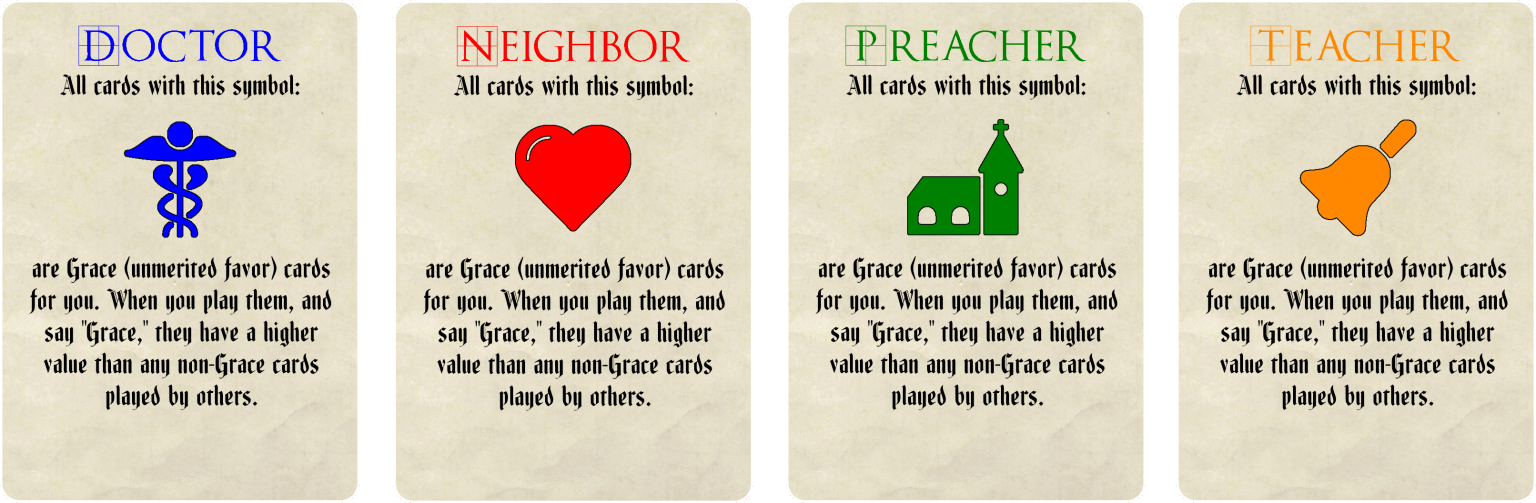 DOCTOR
All cards with this symbol:
are Grace (unmerited favor) cards
for you. When you play them, and
say "Grace," they have a higher
value than any non-Grace cards
played by others.
NEIGHBOR
All cards with this symbol:
are Grace (unmerited favor) cards
for you. When you play them, and
say "Grace," they have a higher
value than any non-Grace cards
played by others.
PREACHER
All cards with this symbol:
are Grace (unmerited favor) cards
for you. When you play them, and
say "Grace," they have a higher
value than any non-Grace cards
played by others.
TEACHER
All cards with this symbol:
are Grace (unmerited favor) cards
for you. When you play them, and
say "Grace," they have a higher
value than any non-Grace cards
played by others.